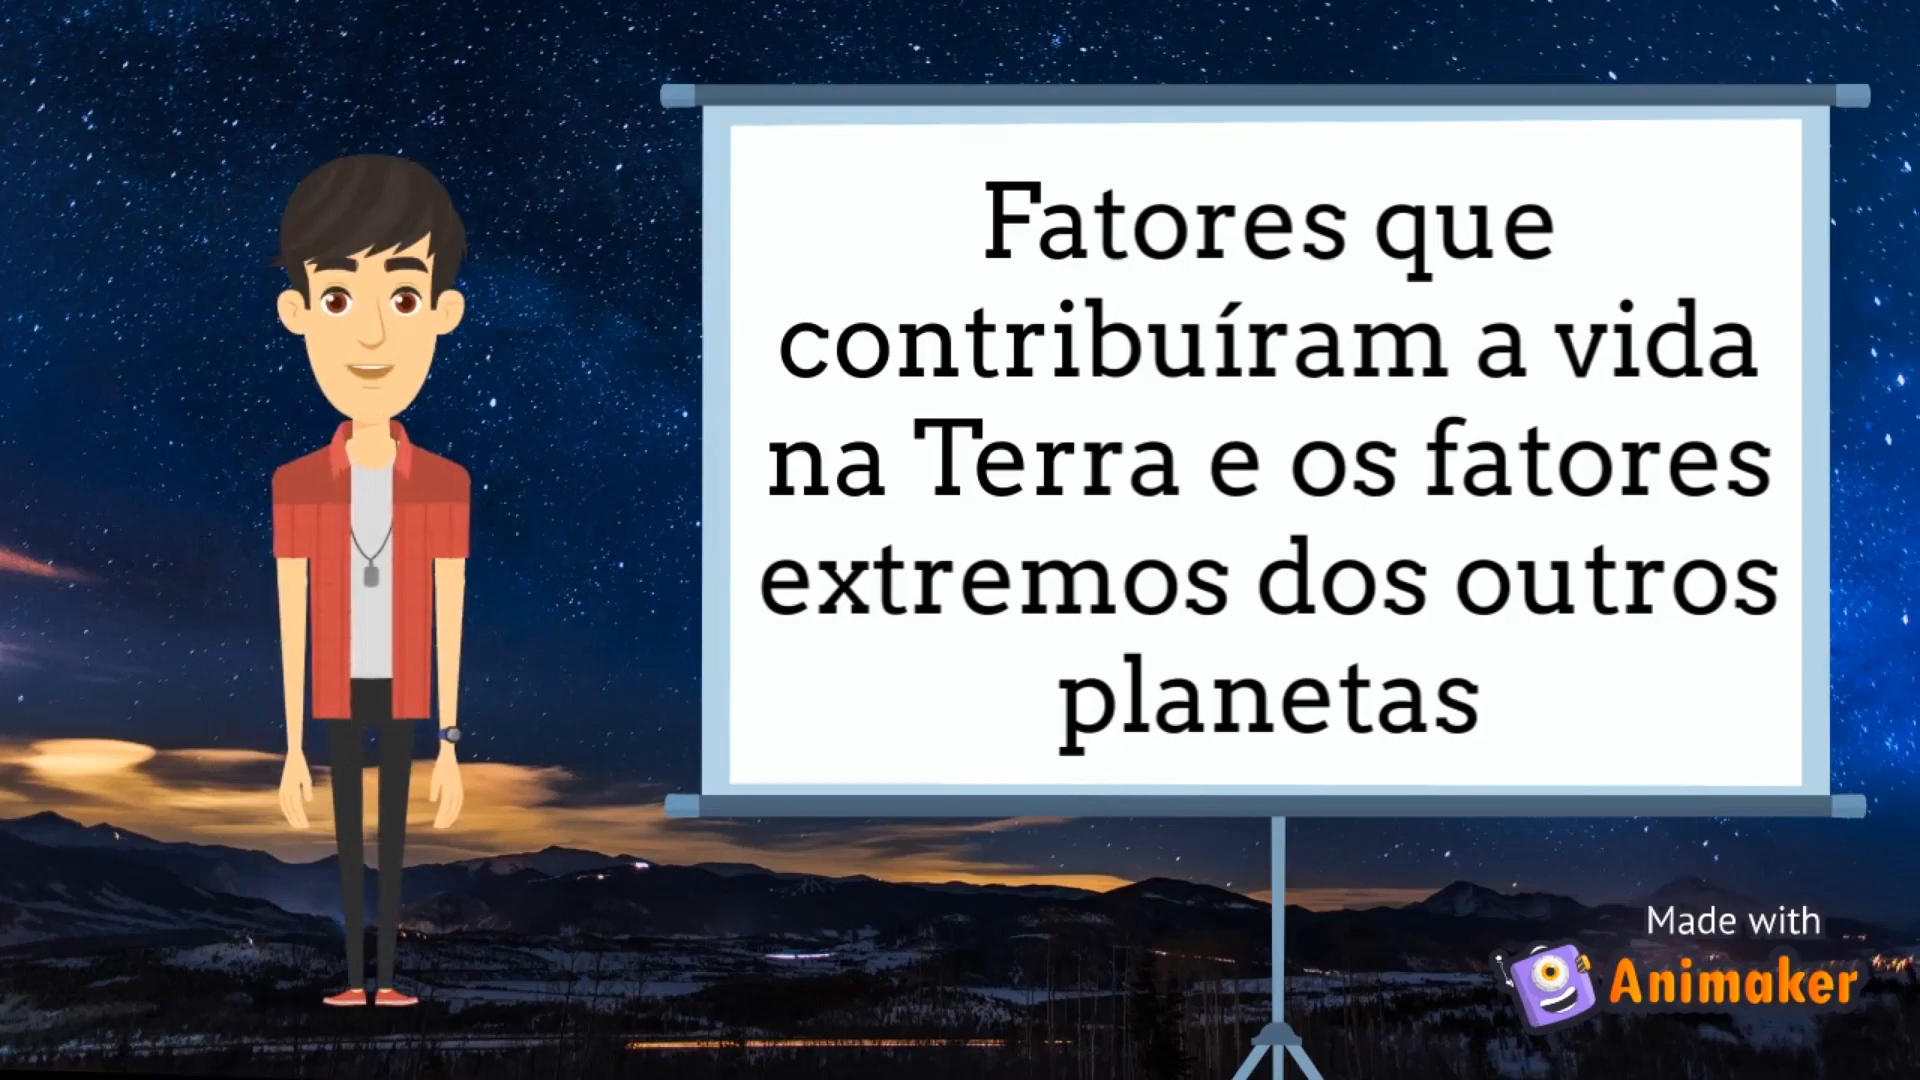 Fatores que
contribuíram a vida
na Terra e os fatores
extremos dos outros
planetas
Made with
Animaker